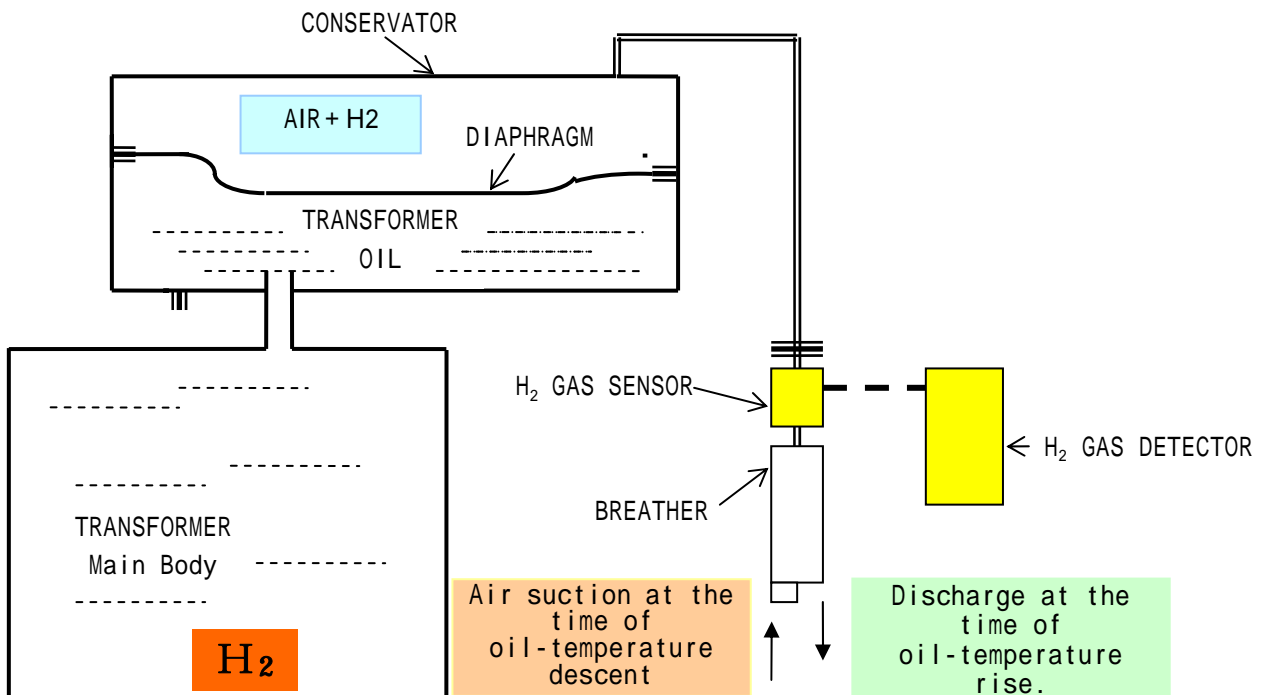 CONSERVATOR
AIR + H2
DIAPHRAGM
TRANSFORMER
OIL
H₂ GAS SENSOR
H₂ GAS DETECTOR
BREATHER
TRANSFORMER
Main Body
H₂
Air suction at the
time of
oil-temperature
descent
Discharge at the
time of
oil-temperature
rise.